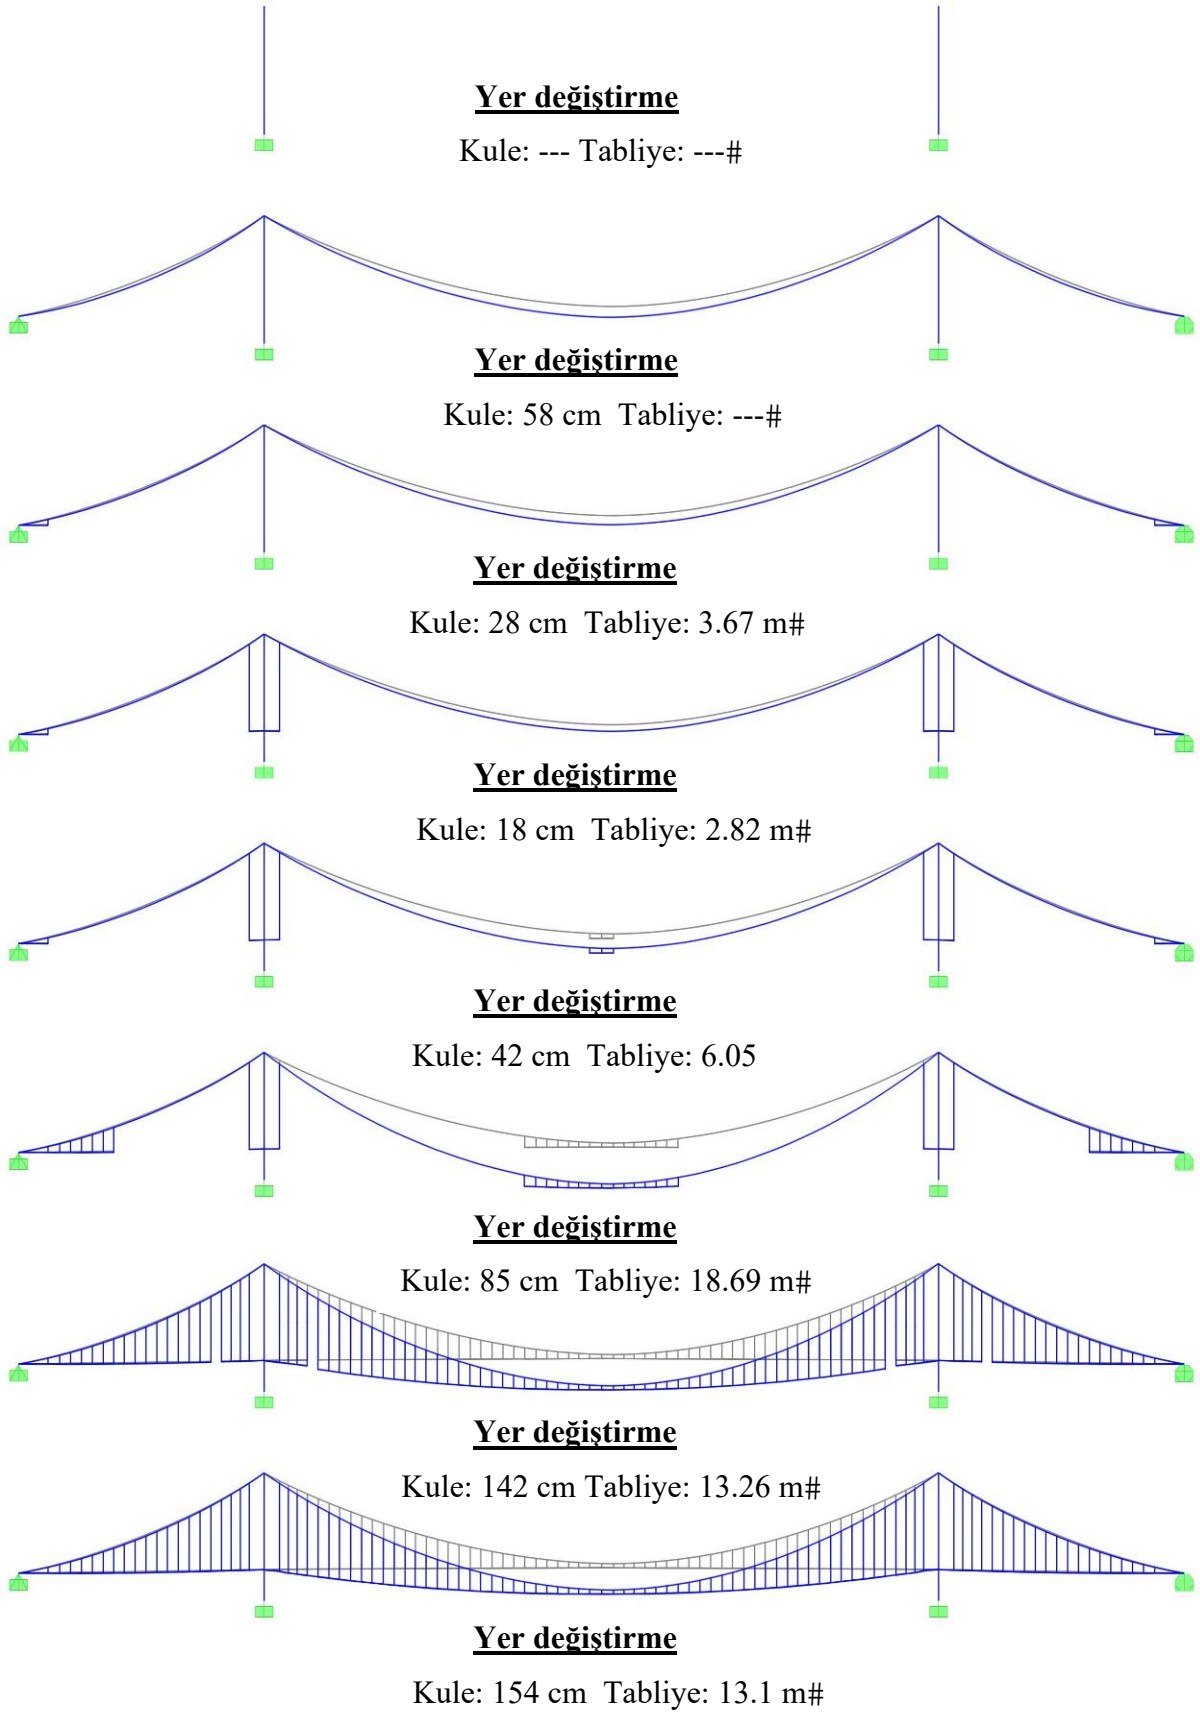 Yer değiştirme
Kule: --- Tabliye: ---#
Yer değiştirme
Kule: 58 cm Tabliye: ---#
Yer değiştirme
Kule: 28 cm Tabliye: 3.67 m#
Yer değiştirme
Kule: 18 cm Tabliye: 2.82 m#
Yer değiştirme
Kule: 42 cm Tabliye: 6.05
Yer değiştirme
Kule: 85 cm Tabliye: 18.69 m#
Yer değiştirme
Kule: 142 cm Tabliye: 13.26 m#
Yer değiştirme
Kule: 154 cm Tabliye: 13.1 m#